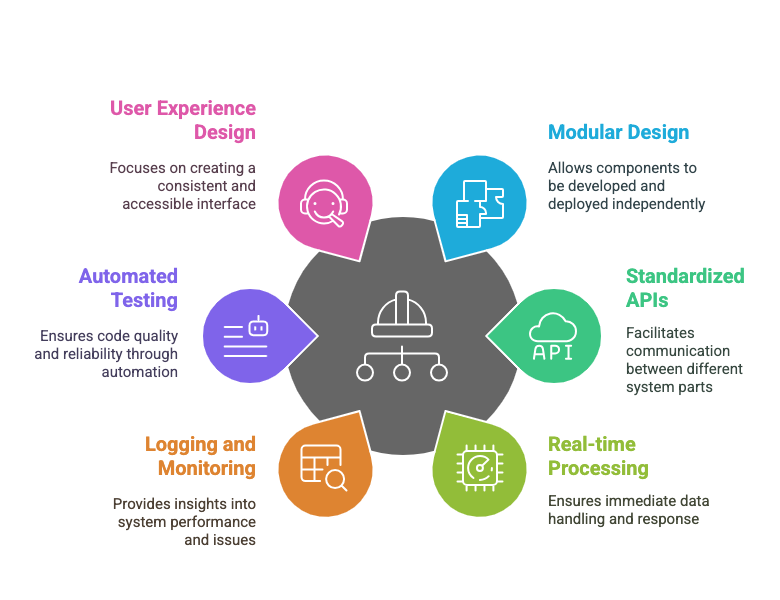 User Experience
Design
Focuses on creating a
consistent and
accessible interface
Modular Design
Allows components to
be developed and
deployed independently
Automated
Testing
Ensures code quality
and reliability through
automation
Standardized
APIs
Facilitates
communication
between different
system parts
API
Logging and
Monitoring
Provides insights into
system performance
and issues
Real-time
Processing
Ensures immediate data
handling and response